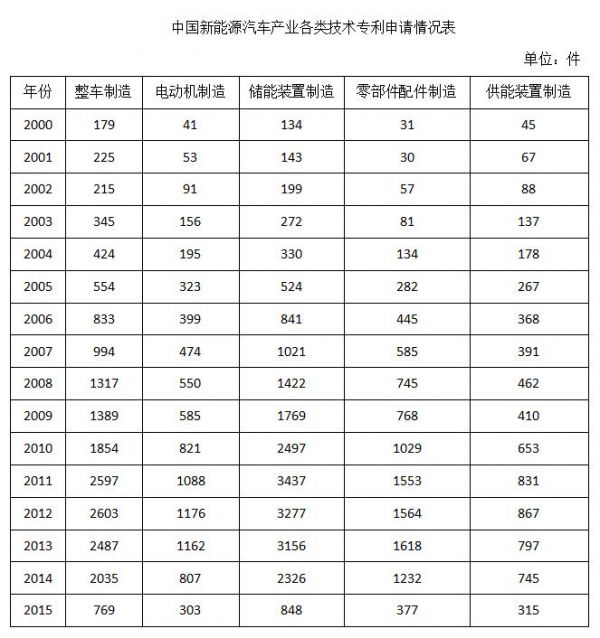 中国新能源汽车产业各类技术专利申请情况表
单位：件
年份 整车制造 电动机制造 储能装置制造 零部件配件制造 供能装置制造
2000 179 41 134 31 45
2001 225 53 143 30 67
2002 215 91 199 57 88
2003 345 156 272 81 137
2004 424 195 330 134 178
2005 554 323 524 282 267
2006 833 399 841 445 368
2007 994 474 1021 585 391
2008 1317 550 1422 745 462
2009 1389 585 1769 768 410
2010 1854 821 2497 1029 653
2011 2597 1088 3437 1553 831
2012 2603 1176 3277 1564 867
2013 2487 1162 3156 1618 797
2014 2035 807 2326 1232 745
2015 769 303 848 377 315